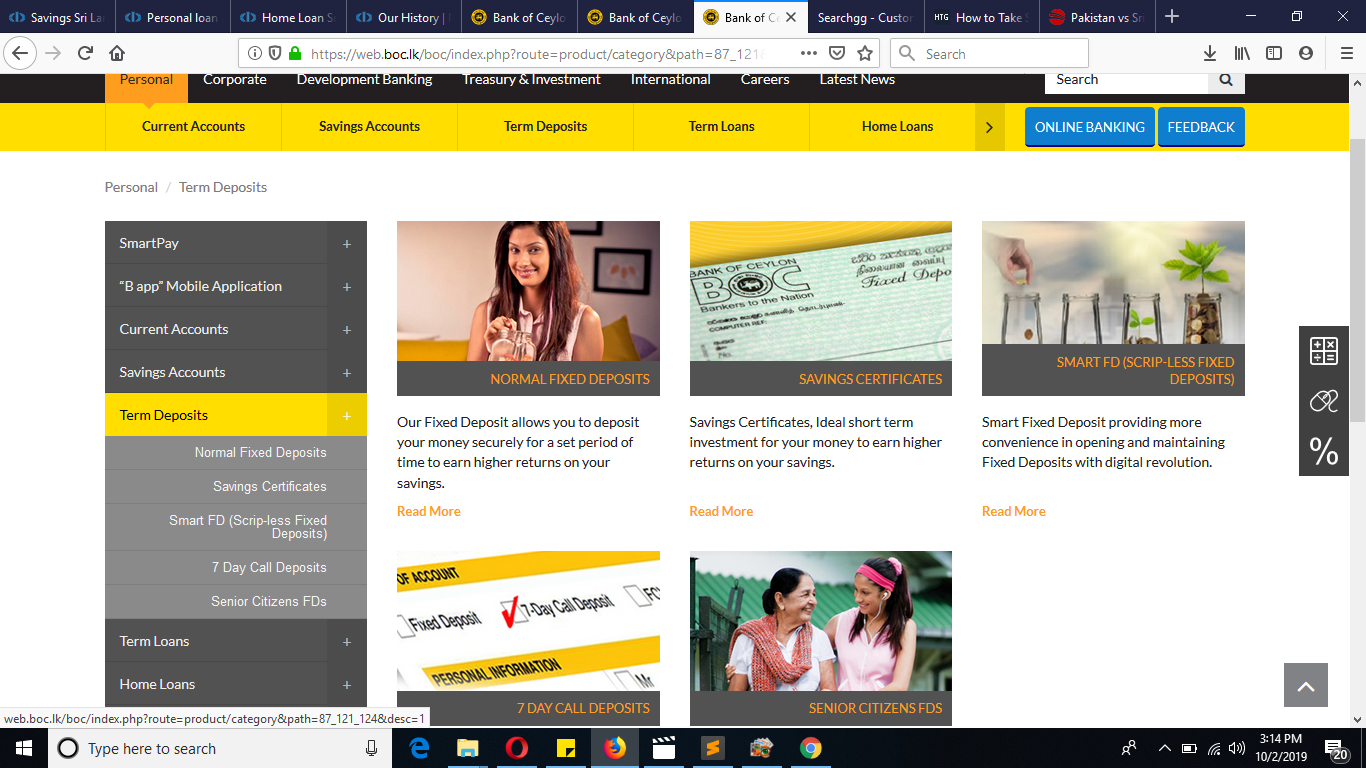 Savings Sri La
Personal loan
Home Loan S
Our History |
Bank of Ceylo
Bank of Ceylo
Bank of C
Searchgg - Custor
HTG How to Take
Pakistan vs Sr
https://web.boc.lk/boc/index.php?route=product/category&path=87_121
Search
Personal
Corporate
Development Banking
Treasury & Investment
International
Careers
Latest News
Search
Current Accounts
Savings Accounts
Term Deposits
Term Loans
Home Loans
ONLINE BANKING
FEEDBACK
Personal / Term Deposits
SmartPay +
“B app” Mobile Application +
Current Accounts +
Savings Accounts +
Term Deposits +
Normal Fixed Deposits
Savings Certificates
Smart FD (Scrip-less Fixed
Deposits)
7 Day Call Deposits
Senior Citizens FDs
Term Loans +
Home Loans +
NORMAL FIXED DEPOSITS
Our Fixed Deposit allows you to deposit
your money securely for a set period of
time to earn higher returns on your
savings.
Read More
BANK OF CEYLON
BOC
Bankers to the Nation
COMPUTER REF:
Fixed Depo
SAVINGS CERTIFICATES
Savings Certificates, Ideal short term
investment for your money to earn higher
returns on your savings.
Read More
SMART FD (SCRIP-LESS FIXED
DEPOSITS)
Smart Fixed Deposit providing more
convenience in opening and maintaining
Fixed Deposits with digital revolution.
Read More
OF ACCOUNT
Fixed Deposit
7-Day Call Deposit
PERSONAL INFORMATION
Mr
7 DAY CALL DEPOSITS
SENIOR CITIZENS FDS
%
web.boc.lk/boc/index.php?route=product/category&path=87_121_124&desc=1
Type here to search
3:14 PM
10/2/2019
20